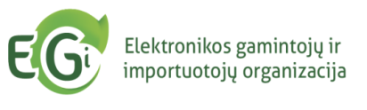 EGi
Elektronikos gamintojų ir
importuotojų organizacija